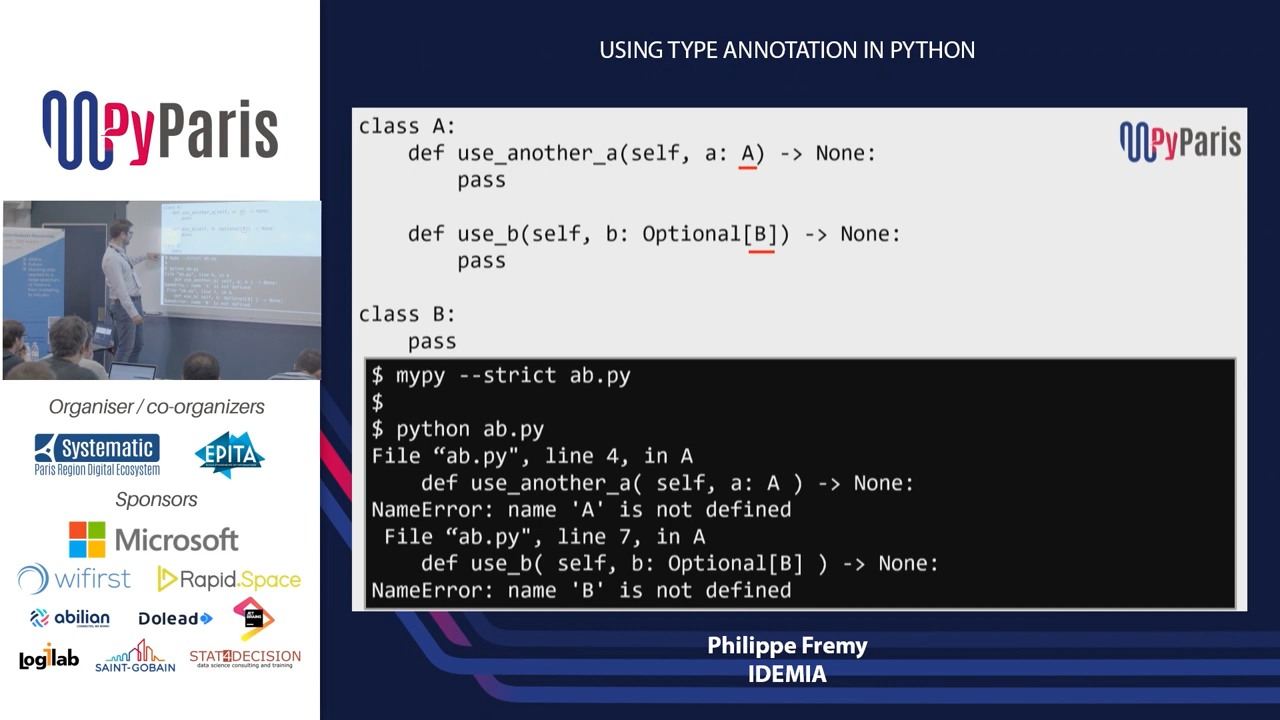 USING TYPE ANNOTATION IN PYTHON
PyParis
class A:
    def use_another_a(self, a: A) -> None:
        pass
    def use_b(self, b: Optional[B]) -> None:
        pass
class B:
    pass
PyParis
$ mypy --strict ab.py
$
$ python ab.py
File “ab.py", line 4, in A
    def use_another_a( self, a: A ) -> None:
NameError: name 'A' is not defined
 File “ab.py", line 7, in A
    def use_b( self, b: Optional[B] ) -> None:
NameError: name 'B' is not defined
Organiser / co-organizers
Systematic
Paris Region Digital Ecosystem
EPITA
Sponsors
Microsoft
wifirst
Rapid.Space
abilian
Dolead
JET BRAINS
Logilab
SAINT-GOBAIN
STAT4DECISION
data science consulting and training
Philippe Fremy
IDEMIA